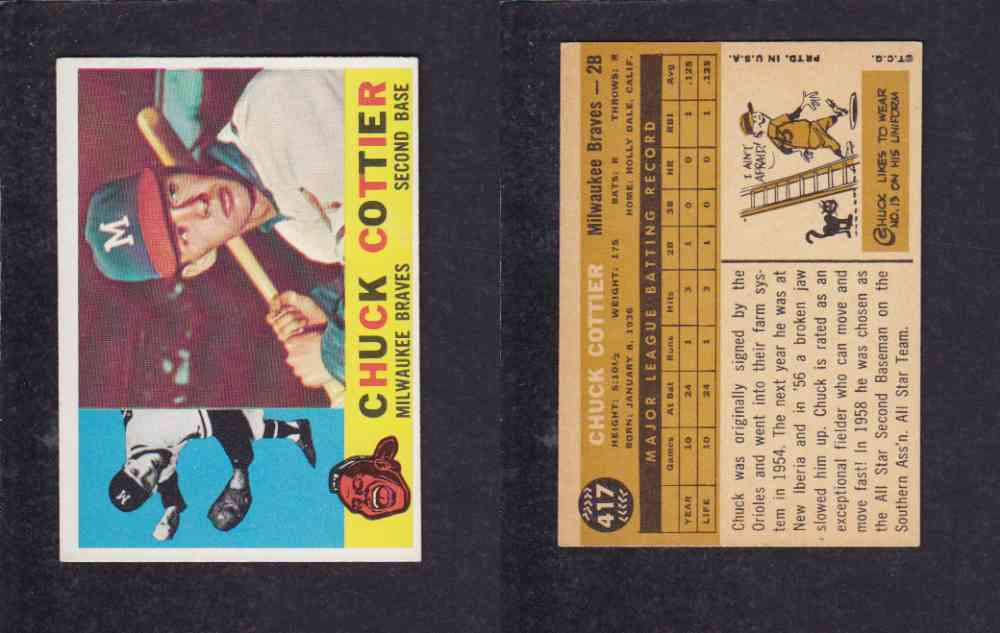 M
M
CHUCK COTTIER
MILWAUKEE BRAVES SECOND BASE
417
CHUCK COTTIER Milwaukee Braves — 2B
HEIGHT: 5:10½ WEIGHT: 175 BATS: R THROWS: R
BORN: JANUARY 8, 1936 HOME: HOLLY DALE, CALIF.
MAJOR LEAGUE BATTING RECORD
Games At Bat Runs Hits 2B 3B HR RBI Avg
YEAR 10 24 1 3 1 0 0 1 .125
LIFE 10 24 1 3 1 0 0 1 .125
Chuck was originally signed by the
Orioles and went into their farm sys-
tem in 1954. The next year he was at
New Iberia and in '56 a broken jaw
slowed him up. Chuck is rated as an
exceptional fielder who can move and
move fast! In 1958 he was chosen as
the All Star Second Baseman on the
Southern Ass'n. All Star Team.
I AIN'T
AFRAID!
13
CHUCK LIKES TO WEAR
NO. 13 ON HIS UNIFORM
©T.C.G. PRTD. IN U.S.A.